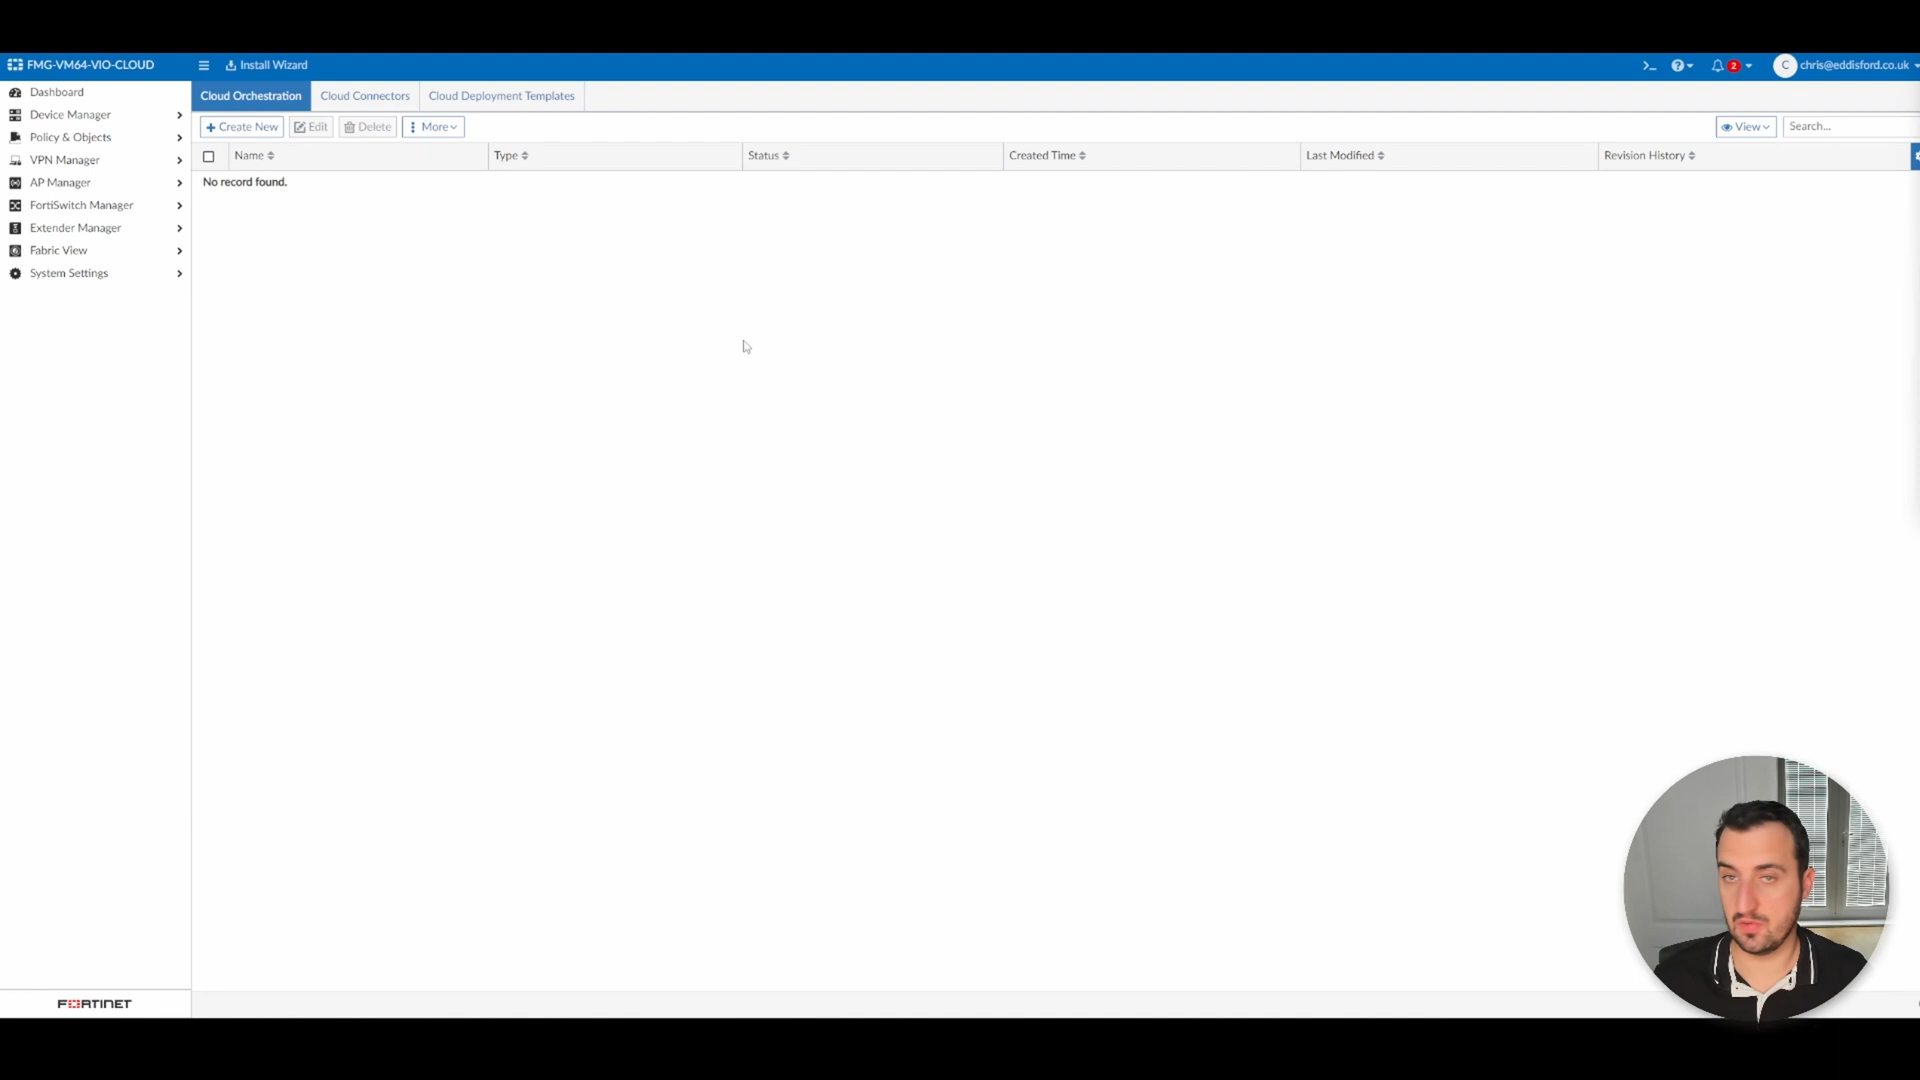 FMG-VM64-VIO-CLOUD
Install Wizard
chris@eddisford.co.uk
2
C
Dashboard
Device Manager
Policy & Objects
VPN Manager
AP Manager
FortiSwitch Manager
Extender Manager
Fabric View
System Settings
Cloud Orchestration
Cloud Connectors
Cloud Deployment Templates
+ Create New
Edit
Delete
More
View
Search...
Name
Type
Status
Created Time
Last Modified
Revision History
No record found.
FORTINET